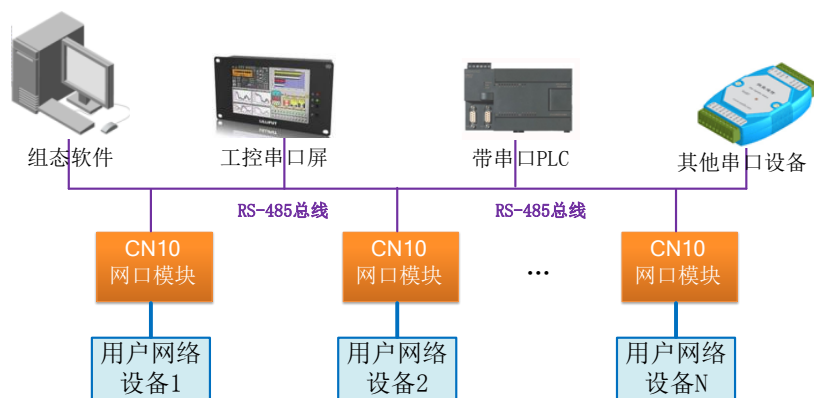 LILLIPUT
组态软件
工控串口屏
带串口PLC
其他串口设备
RS-485总线
RS-485总线
CN10
网口模块
CN10
网口模块
...
CN10
网口模块
用户网络
设备1
用户网络
设备2
用户网络
设备N